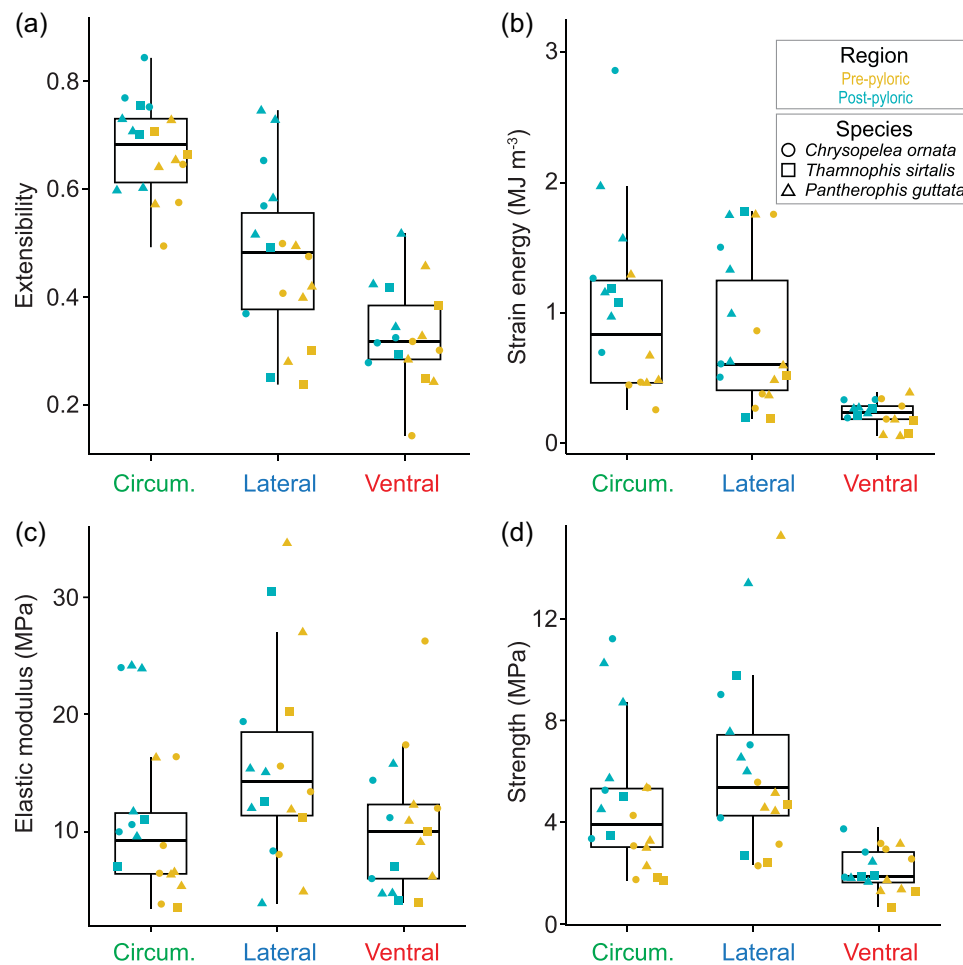 (a)
Extensibility
0.8
0.6
0.4
0.2
Circum.
Lateral
Ventral
(b)
Strain energy (MJ m⁻³)
3
2
1
0
Circum.
Lateral
Ventral
Region
Pre-pyloric
Post-pyloric
Species
Chrysopelea ornata
Thamnophis sirtalis
Pantherophis guttata
(c)
Elastic modulus (MPa)
30
20
10
Circum.
Lateral
Ventral
(d)
Strength (MPa)
12
8
4
0
Circum.
Lateral
Ventral